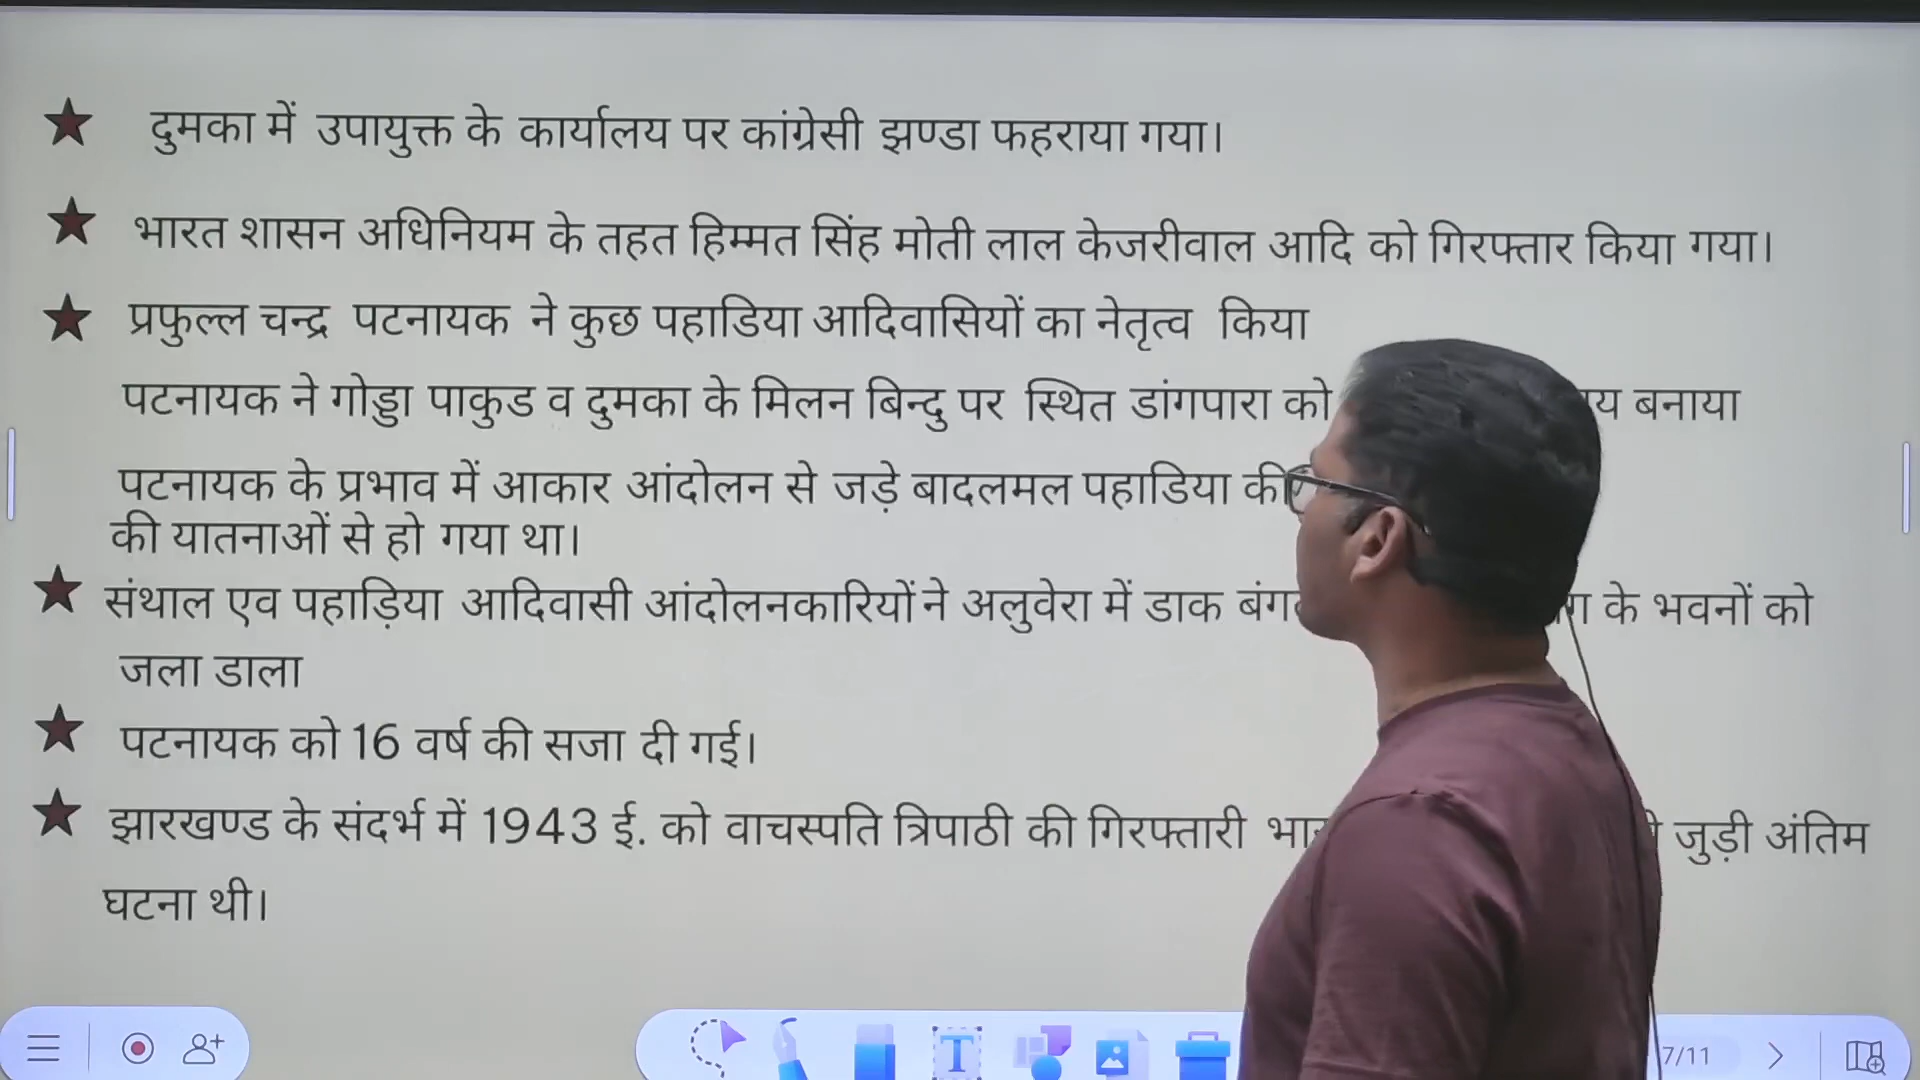 दुमका में उपायुक्त के कार्यालय पर कांग्रेसी झण्डा फहराया गया।
भारत शासन अधिनियम के तहत हिम्मत सिंह मोती लाल केजरीवाल आदि को गिरफ्तार किया गया।
प्रफुल्ल चन्द्र पटनायक ने कुछ पहाडिया आदिवासियों का नेतृत्व किया
पटनायक ने गोड्डा पाकुड व दुमका के मिलन बिन्दु पर स्थित डांगपारा को बनाया
पटनायक के प्रभाव में आकार आंदोलन से जड़े बादलमल पहाडिया की
की यातनाओं से हो गया था।
संथाल एव पहाड़िया आदिवासी आंदोलनकारियों ने अलुवेरा में डाक के भवनों को
जला डाला
पटनायक को 16 वर्ष की सजा दी गई।
झारखण्ड के संदर्भ में 1943 ई. को वाचस्पति त्रिपाठी की गिरफ्तारी जुड़ी अंतिम
घटना थी।
T
7/11